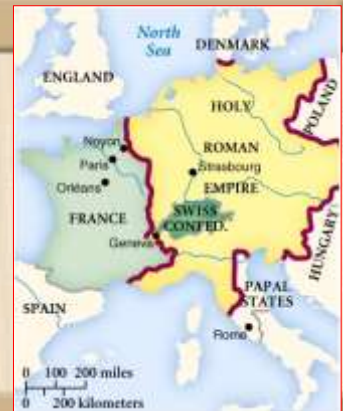 North
Sea
DENMARK
ENGLAND
HOLY
POLAND
Noyon
ROMAN
Paris
Strasbourg
Orléans
EMPIRE
SWISS
CONFED.
FRANCE
Geneva
HUNGARY
PAPAL
STATES
SPAIN
Rome
0 100 200 miles
0 200 kilometers